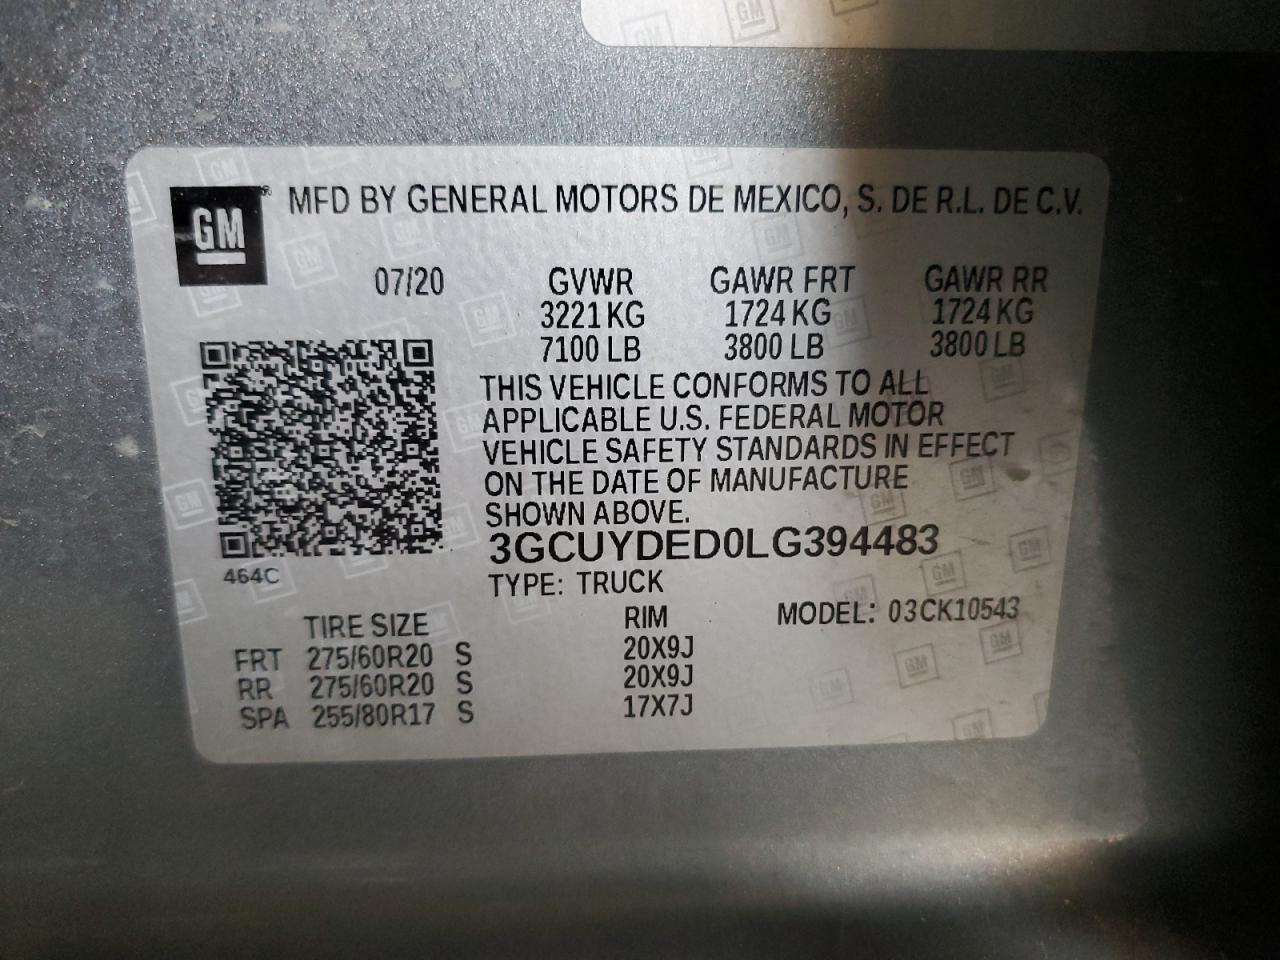 GM® MFD BY GENERAL MOTORS DE MEXICO, S. DE R.L. DE C.V.
07/20 GVWR GAWR FRT GAWR RR
3221 KG 1724 KG 1724 KG
7100 LB 3800 LB 3800 LB
THIS VEHICLE CONFORMS TO ALL
APPLICABLE U.S. FEDERAL MOTOR
VEHICLE SAFETY STANDARDS IN EFFECT
ON THE DATE OF MANUFACTURE
SHOWN ABOVE.
3GCUYDED0LG394483
464C
TYPE: TRUCK
TIRE SIZE RIM MODEL: 03CK10543
FRT 275/60R20 S 20X9J
RR 275/60R20 S 20X9J
SPA 255/80R17 S 17X7J